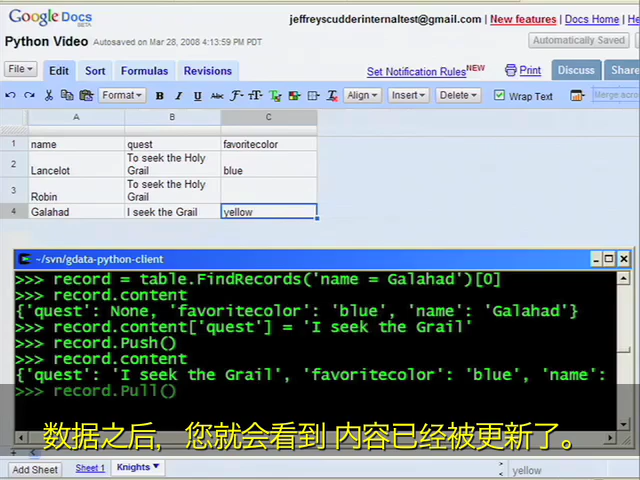 Google Docs BETA
jeffreyscudderinternaltest@gmail.com | New features | Docs Home |
Python Video Autosaved on Mar 28, 2008 4:13:59 PM PDT
Automatically Saved
File Edit Sort Formulas Revisions Set Notification Rules NEW Print Discuss Share
Format B I U Abc Align Insert Delete Wrap Text Merge across
A B C
1 name quest favoritecolor
2 Lancelot To seek the Holy Grail blue
3 Robin To seek the Holy Grail
4 Galahad I seek the Grail yellow
~/svn/gdata-python-client
>>> record = table.FindRecords('name = Galahad')[0]
>>> record.content
{'quest': None, 'favoritecolor': 'blue', 'name': 'Galahad'}
>>> record.content['quest'] = 'I seek the Grail'
>>> record.Push()
>>> record.content
{'quest': 'I seek the Grail', 'favoritecolor': 'blue', 'name':
>>> record.Pull()
数据之后， 您就会看到 内容已经被更新了。
Add Sheet Sheet 1 Knights yellow